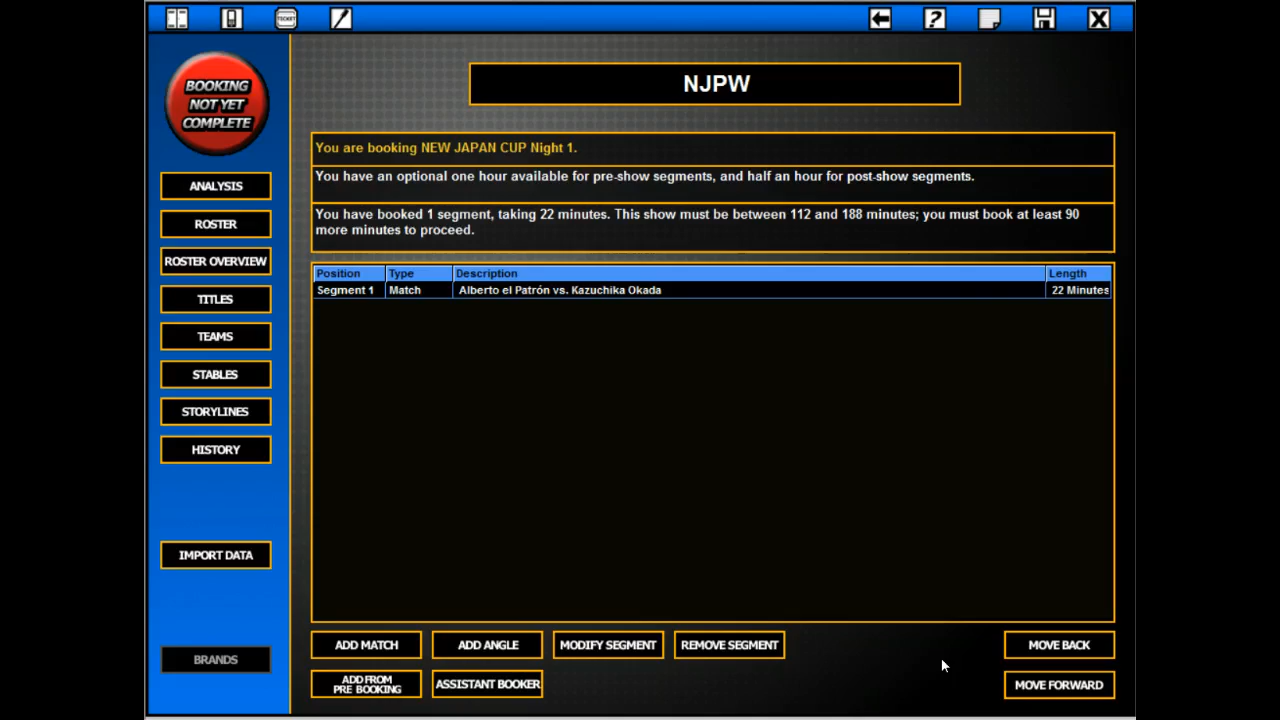 TICKET
?
X
BOOKING
NOT YET
COMPLETE
NJPW
You are booking NEW JAPAN CUP Night 1.
You have an optional one hour available for pre-show segments, and half an hour for post-show segments.
You have booked 1 segment, taking 22 minutes. This show must be between 112 and 188 minutes; you must book at least 90
more minutes to proceed.
ANALYSIS
ROSTER
ROSTER OVERVIEW
TITLES
TEAMS
STABLES
STORYLINES
HISTORY
IMPORT DATA
BRANDS
Position Type Description Length
Segment 1 Match Alberto el Patrón vs. Kazuchika Okada 22 Minutes
ADD MATCH ADD ANGLE MODIFY SEGMENT REMOVE SEGMENT MOVE BACK
ADD FROM
PRE BOOKING
ASSISTANT BOOKER
MOVE FORWARD